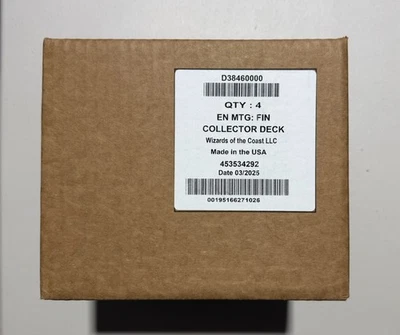 D38460000
QTY : 4
EN MTG: FIN
COLLECTOR DECK
Wizards of the Coast LLC
Made in the USA
453534292
Date 03/2025
00195166271026